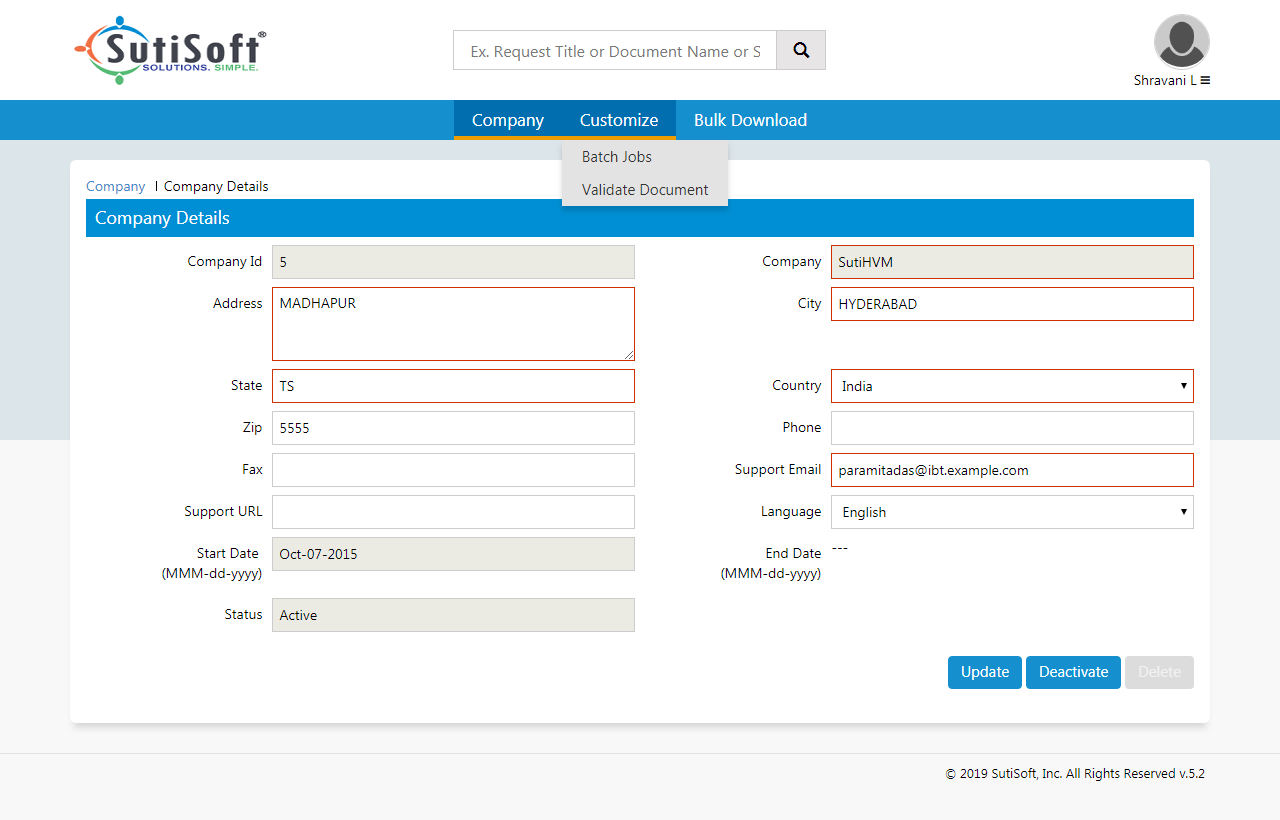 SutiSoft®
SOLUTIONS. SIMPLE.
Ex. Request Title or Document Name or S
Shravani L
Company Customize Bulk Download
Batch Jobs
Validate Document
Company | Company Details
Company Details
Company Id 5 Company SutiHVM
Address MADHAPUR City HYDERABAD
State TS Country India
Zip 5555 Phone
Fax Support Email paramitadas@ibt.example.com
Support URL Language English
Start Date Oct-07-2015 End Date ---
(MMM-dd-yyyy) (MMM-dd-yyyy)
Status Active
Update Deactivate Delete
© 2019 SutiSoft, Inc. All Rights Reserved v.5.2